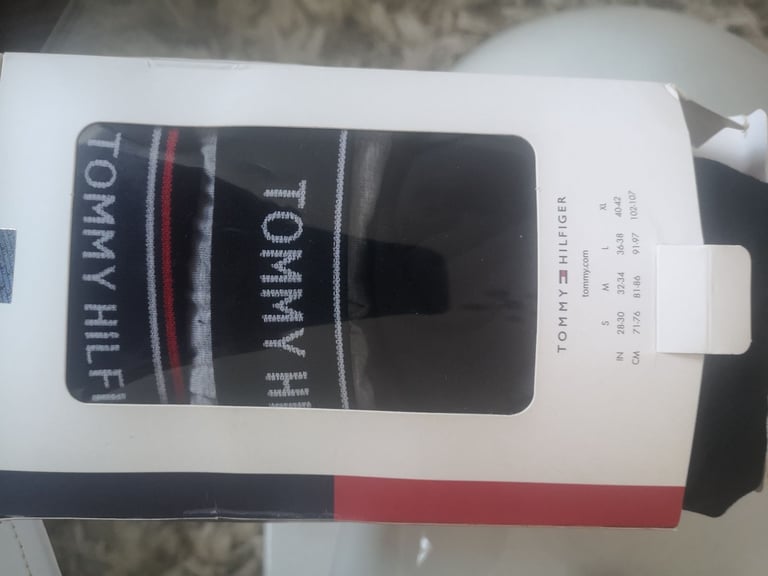 TOMMY HILFI
TOMMY HI
TOMMY HILFIGER
tommy.com
S M L XL
IN 28-30 32-34 36-38 40-42
CM 71-76 81-86 91-97 102-107